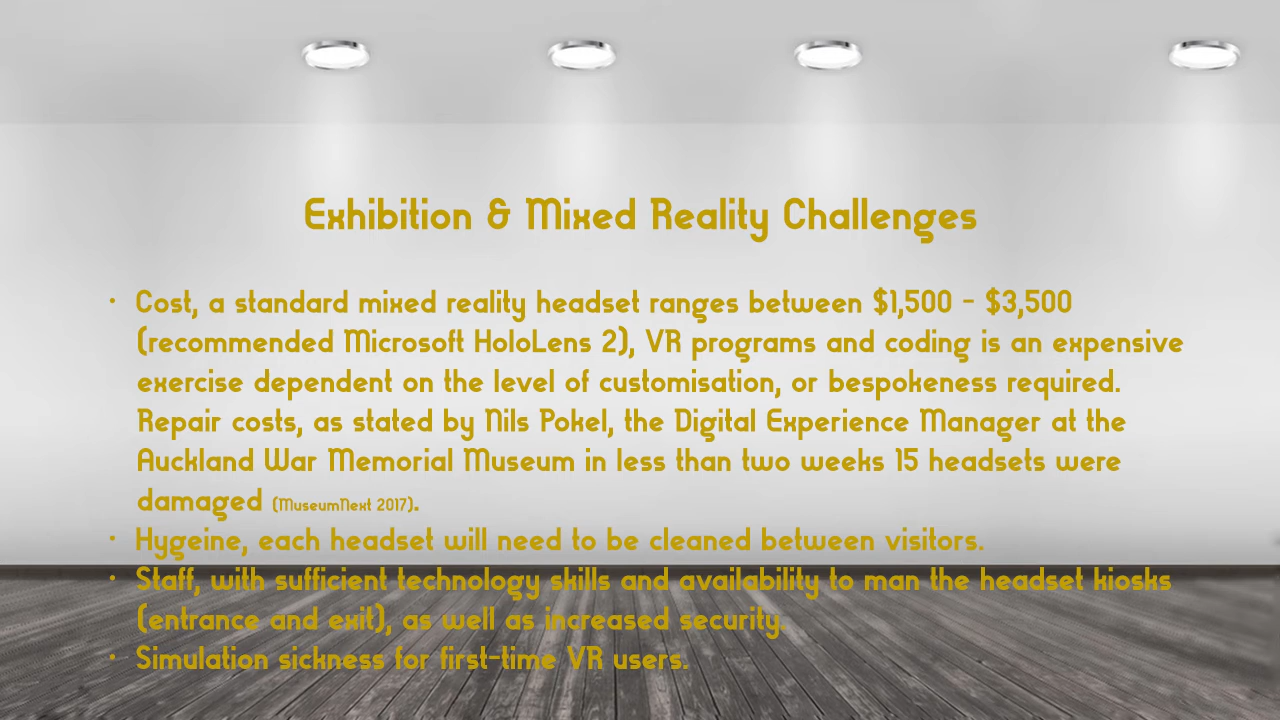 Exhibition & Mixed Reality Challenges
• Cost, a standard mixed reality headset ranges between $1,500 - $3,500
(recommended Microsoft HoloLens 2), VR programs and coding is an expensive
exercise dependent on the level of customisation, or bespokeness required.
Repair costs, as stated by Nils Pokel, the Digital Experience Manager at the
Auckland War Memorial Museum in less than two weeks 15 headsets were
damaged (MuseumNext 2017).
• Hygeine, each headset will need to be cleaned between visitors.
• Staff, with sufficient technology skills and availability to man the headset kiosks
(entrance and exit), as well as increased security.
• Simulation sickness for first-time VR users.